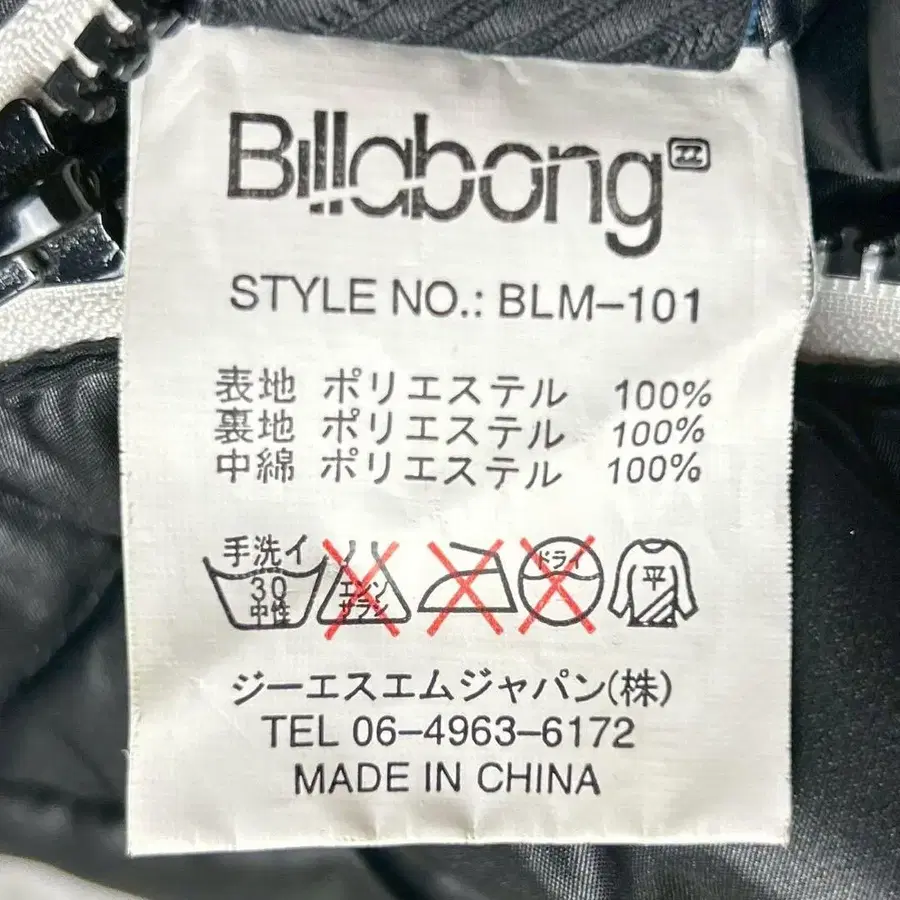 Billabong
STYLE NO.: BLM-101
表地 ポリエステル 100%
裏地 ポリエステル 100%
中綿 ポリエステル 100%
手洗イ
30
中性
エンソ
サラシ
ドライ
平
ジーエスエムジャパン(株)
TEL 06-4963-6172
MADE IN CHINA